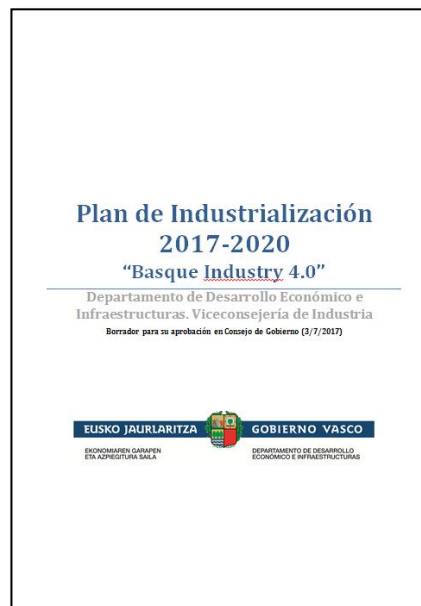 Plan de Industrialización
2017-2020
“Basque Industry 4.0”
Departamento de Desarrollo Económico e
Infraestructuras. Viceconsejería de Industria
Borrador para su aprobación en Consejo de Gobierno (3/7/2017)
EUSKO JAURLARITZA GOBIERNO VASCO
EKONOMIAREN GARAPEN
ETA AZPIEGITURA SAILA
DEPARTAMENTO DE DESARROLLO
ECONÓMICO E INFRAESTRUCTURAS